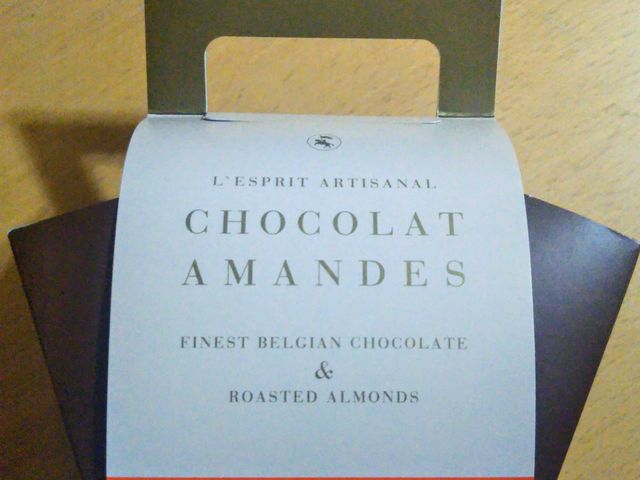 L`ESPRIT ARTISANAL
CHOCOLAT
AMANDES
FINEST BELGIAN CHOCOLATE
&
ROASTED ALMONDS